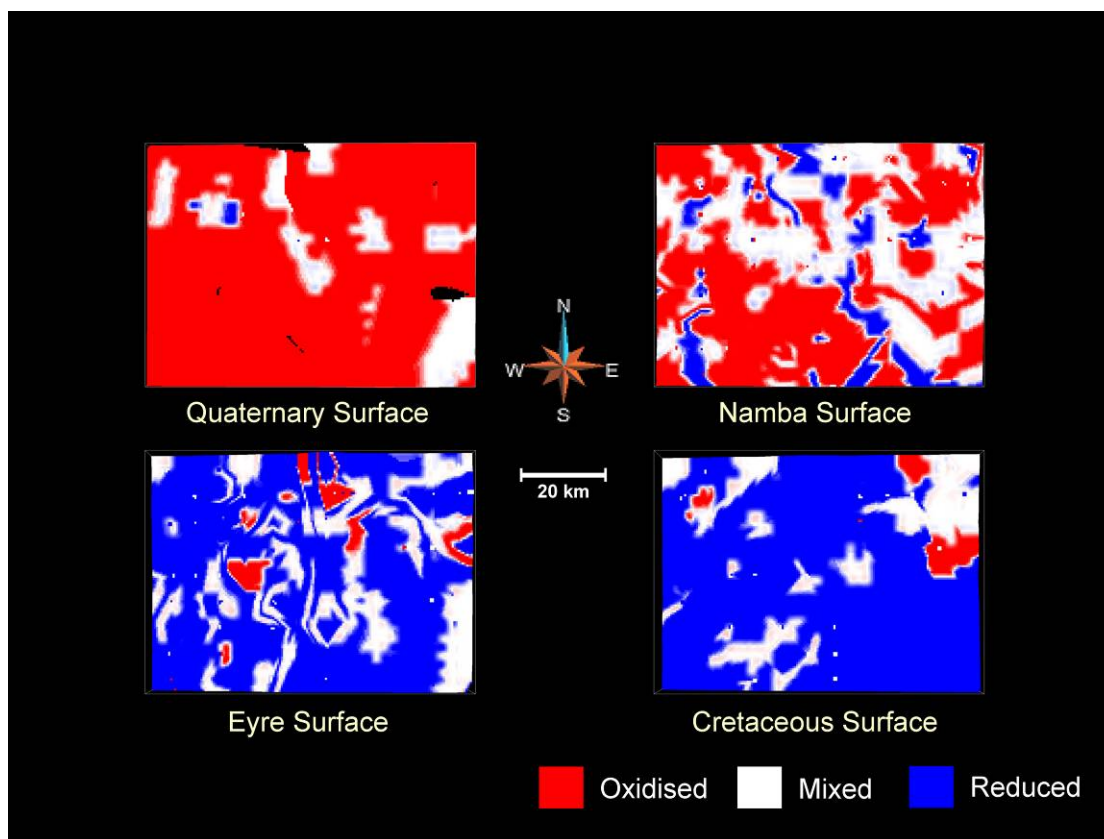 Quaternary Surface
Namba Surface
N
W
E
S
20 km
Eyre Surface
Cretaceous Surface
Oxidised
Mixed
Reduced